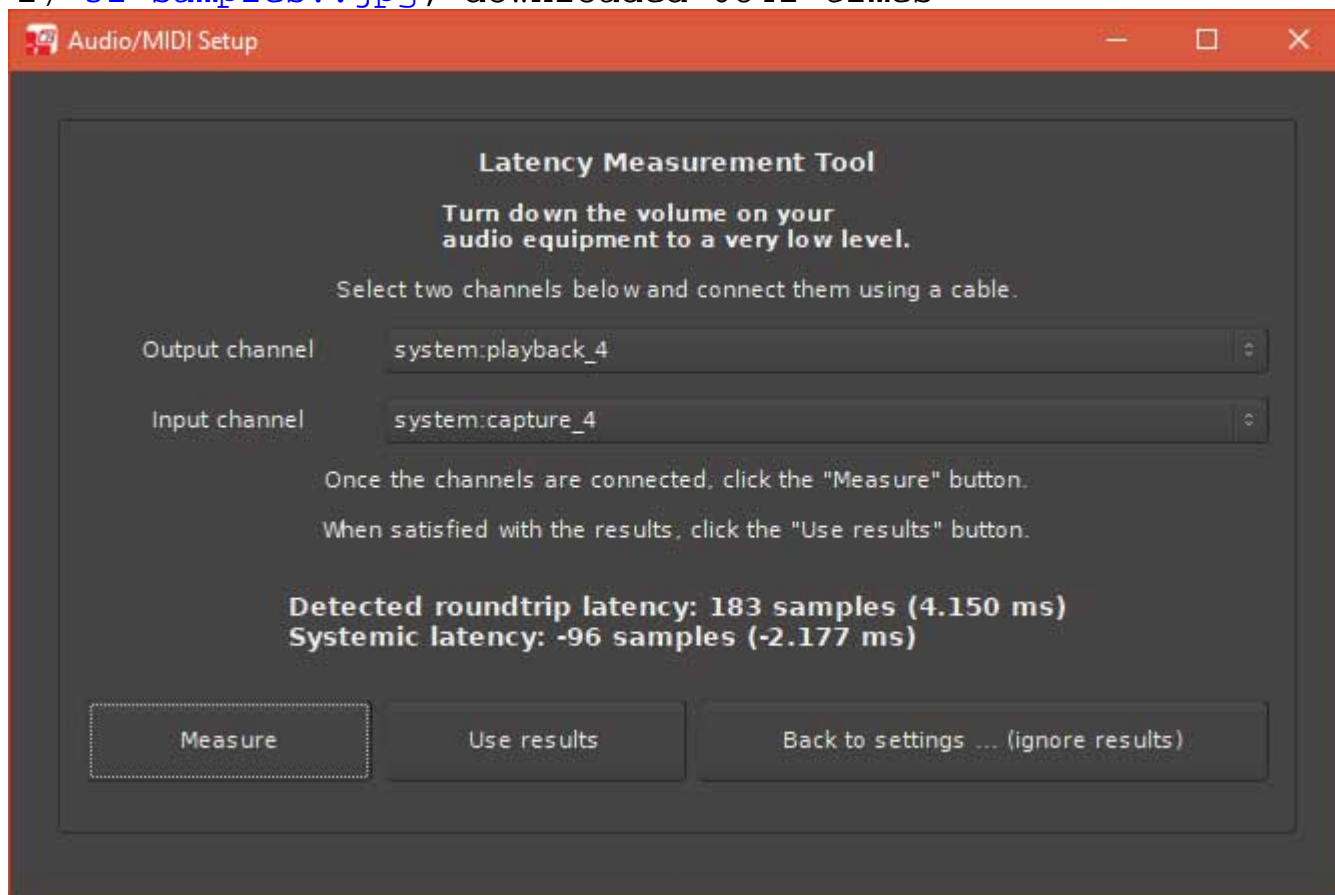 Audio/MIDI Setup
Latency Measurement Tool
Turn down the volume on your
audio equipment to a very low level.
Select two channels below and connect them using a cable.
Output channel system:playback_4
Input channel system:capture_4
Once the channels are connected, click the "Measure" button.
When satisfied with the results, click the "Use results" button.
Detected roundtrip latency: 183 samples (4.150 ms)
Systemic latency: -96 samples (-2.177 ms)
Measure Use results Back to settings ... (ignore results)